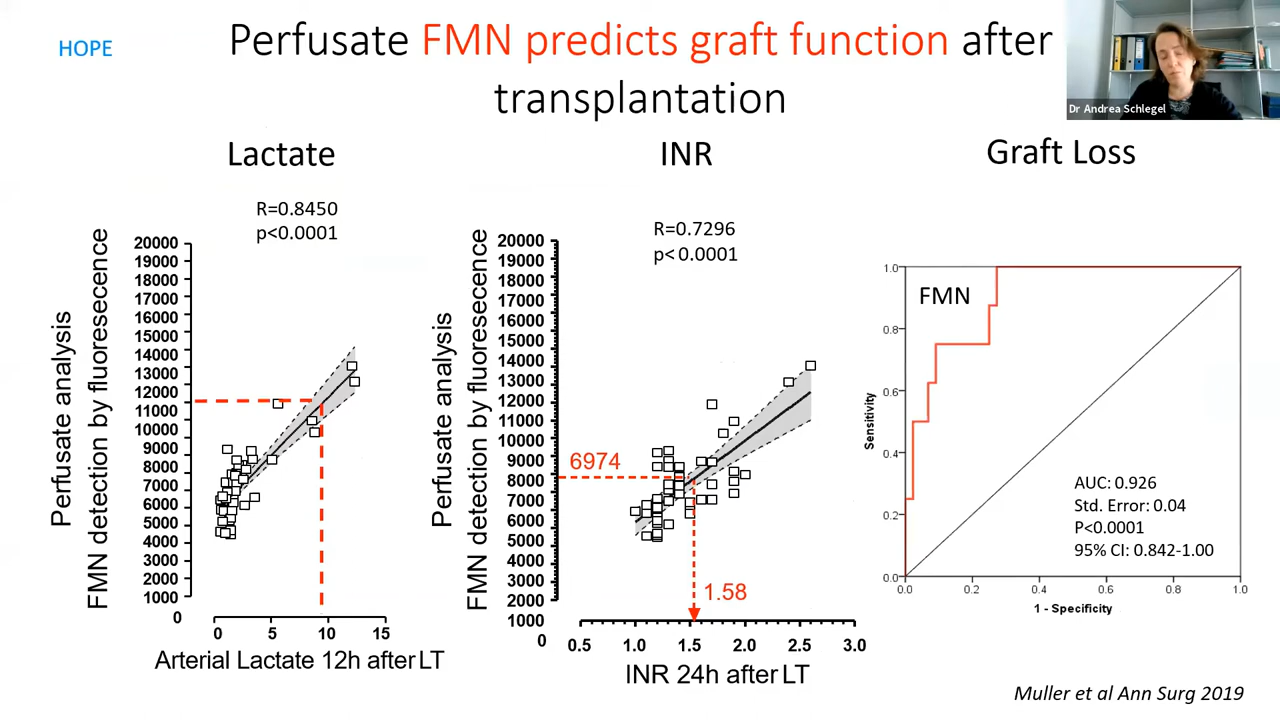 HOPE
Perfusate FMN predicts graft function after
transplantation
Dr Andrea Schlegel
Lactate
R=0.8450
p<0.0001
Perfusate analysis
FMN detection by fluoresecence
20000
19000
18000
17000
16000
15000
14000
13000
12000
11000
10000
9000
8000
7000
6000
5000
4000
3000
2000
1000
0
0 5 10 15
Arterial Lactate 12h after LT
INR
R=0.7296
p<0.0001
Perfusate analysis
FMN detection by fluoresecence
20000
19000
18000
17000
16000
15000
14000
13000
12000
11000
10000
9000
8000
7000
6000
5000
4000
3000
2000
1000
0
6974
1.58
0.5 1.0 1.5 2.0 2.5 3.0
INR 24h after LT
Graft Loss
FMN
Sensitivity
1.0
0.8
0.6
0.4
0.2
0.0
AUC: 0.926
Std. Error: 0.04
P<0.0001
95% CI: 0.842-1.00
0.0 0.2 0.4 0.6 0.8 1.0
1 - Specificity
Muller et al Ann Surg 2019